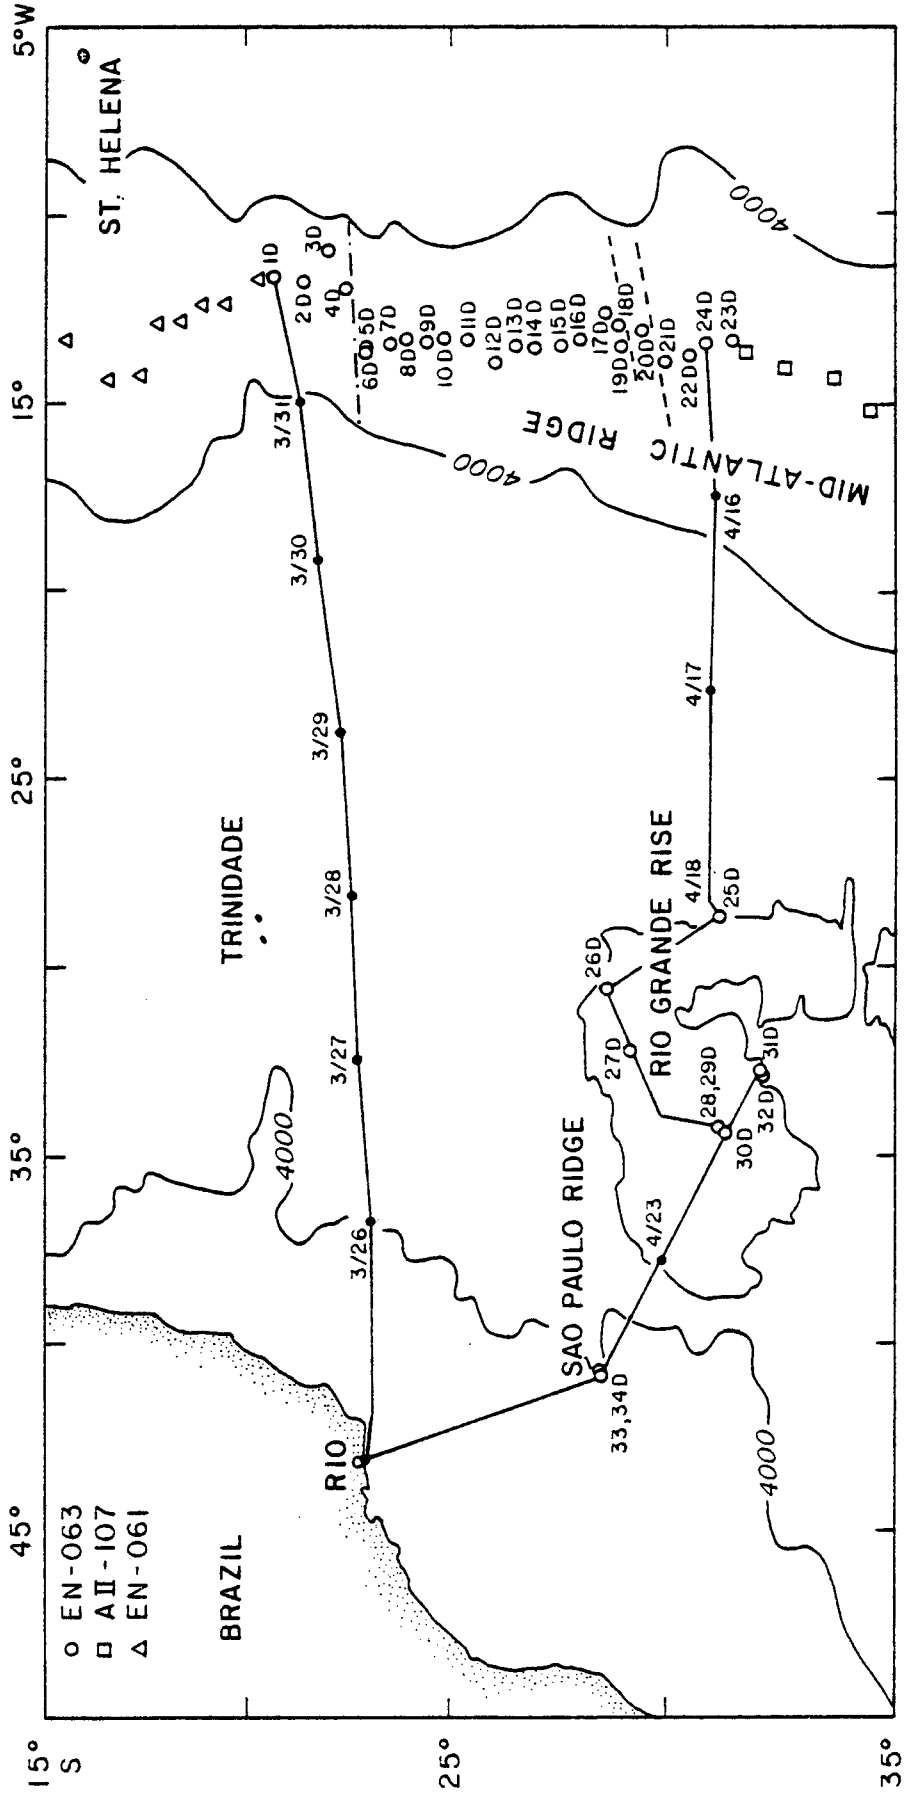 5°W
15°
25°
35°
45°
15°
S
25°
35°
○ EN-063
□ AII-107
△ EN-061
BRAZIL
RIO
TRINIDADE
ST. HELENA
4000
4000
4000
4000
SAO PAULO RIDGE
RIO GRANDE RISE
MID-ATLANTIC
RIDGE
3/26
3/27
3/28
3/29
3/30
3/31
1D
2D
3D
4D
5D
6D
7D
8D
9D
10D
11D
12D
13D
14D
15D
16D
17D
18D
19D
20D
21D
22D
23D
24D
4/16
4/17
4/18
25D
26D
27D
28,29D
30D
31D
32D
4/23
33,34D